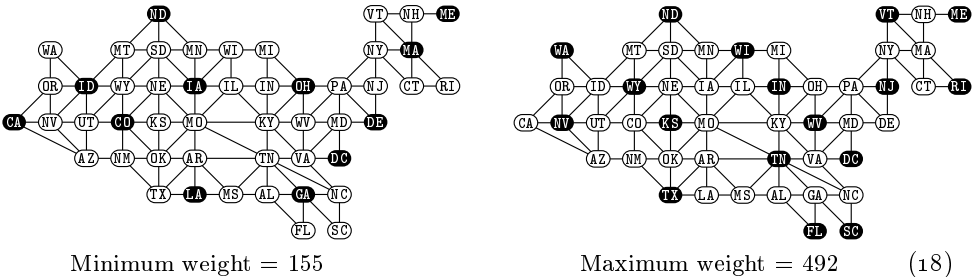 ND VT NH ME
WA MT SD MN WI MI NY MA
OR ID WY NE IA IL IN OH PA NJ CT RI
CA NV UT CO KS MO KY WV MD DE
AZ NM OK AR TN VA DC
TX LA MS AL GA NC
FL SC
Minimum weight = 155
ND VT NH ME
WA MT SD MN WI MI NY MA
OR ID WY NE IA IL IN OH PA NJ CT RI
CA NV UT CO KS MO KY WV MD DE
AZ NM OK AR TN VA DC
TX LA MS AL GA NC
FL SC
Maximum weight = 492 (18)